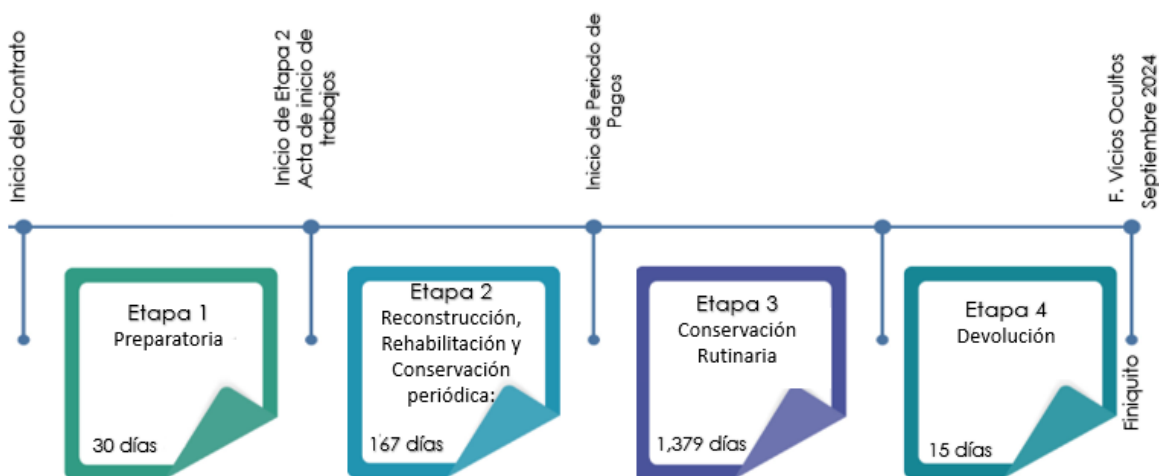 Inicio del Contrato
Inicio de Etapa 2
Acta de inicio de
trabajos
Inicio de Periodo de
Pagos
F. Vicios Ocultos
Septiembre 2024
Etapa 1
Preparatoria
30 días
Etapa 2
Reconstrucción,
Rehabilitación y
Conservación
periódica:
167 días
Etapa 3
Conservación
Rutinaria
1,379 días
Etapa 4
Devolución
15 días
Finiquito